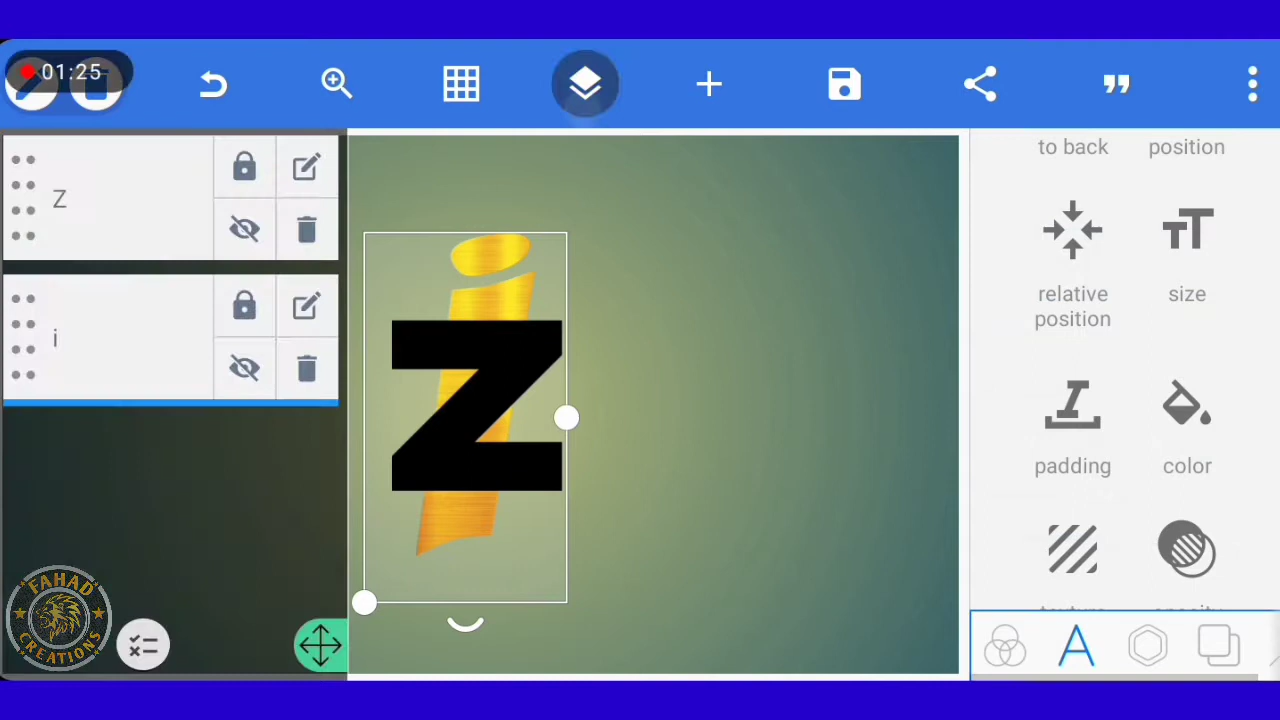 01:25
Z
i
i
Z
to back
position
relative
position
size
padding
color
FAHAD
CREATIONS